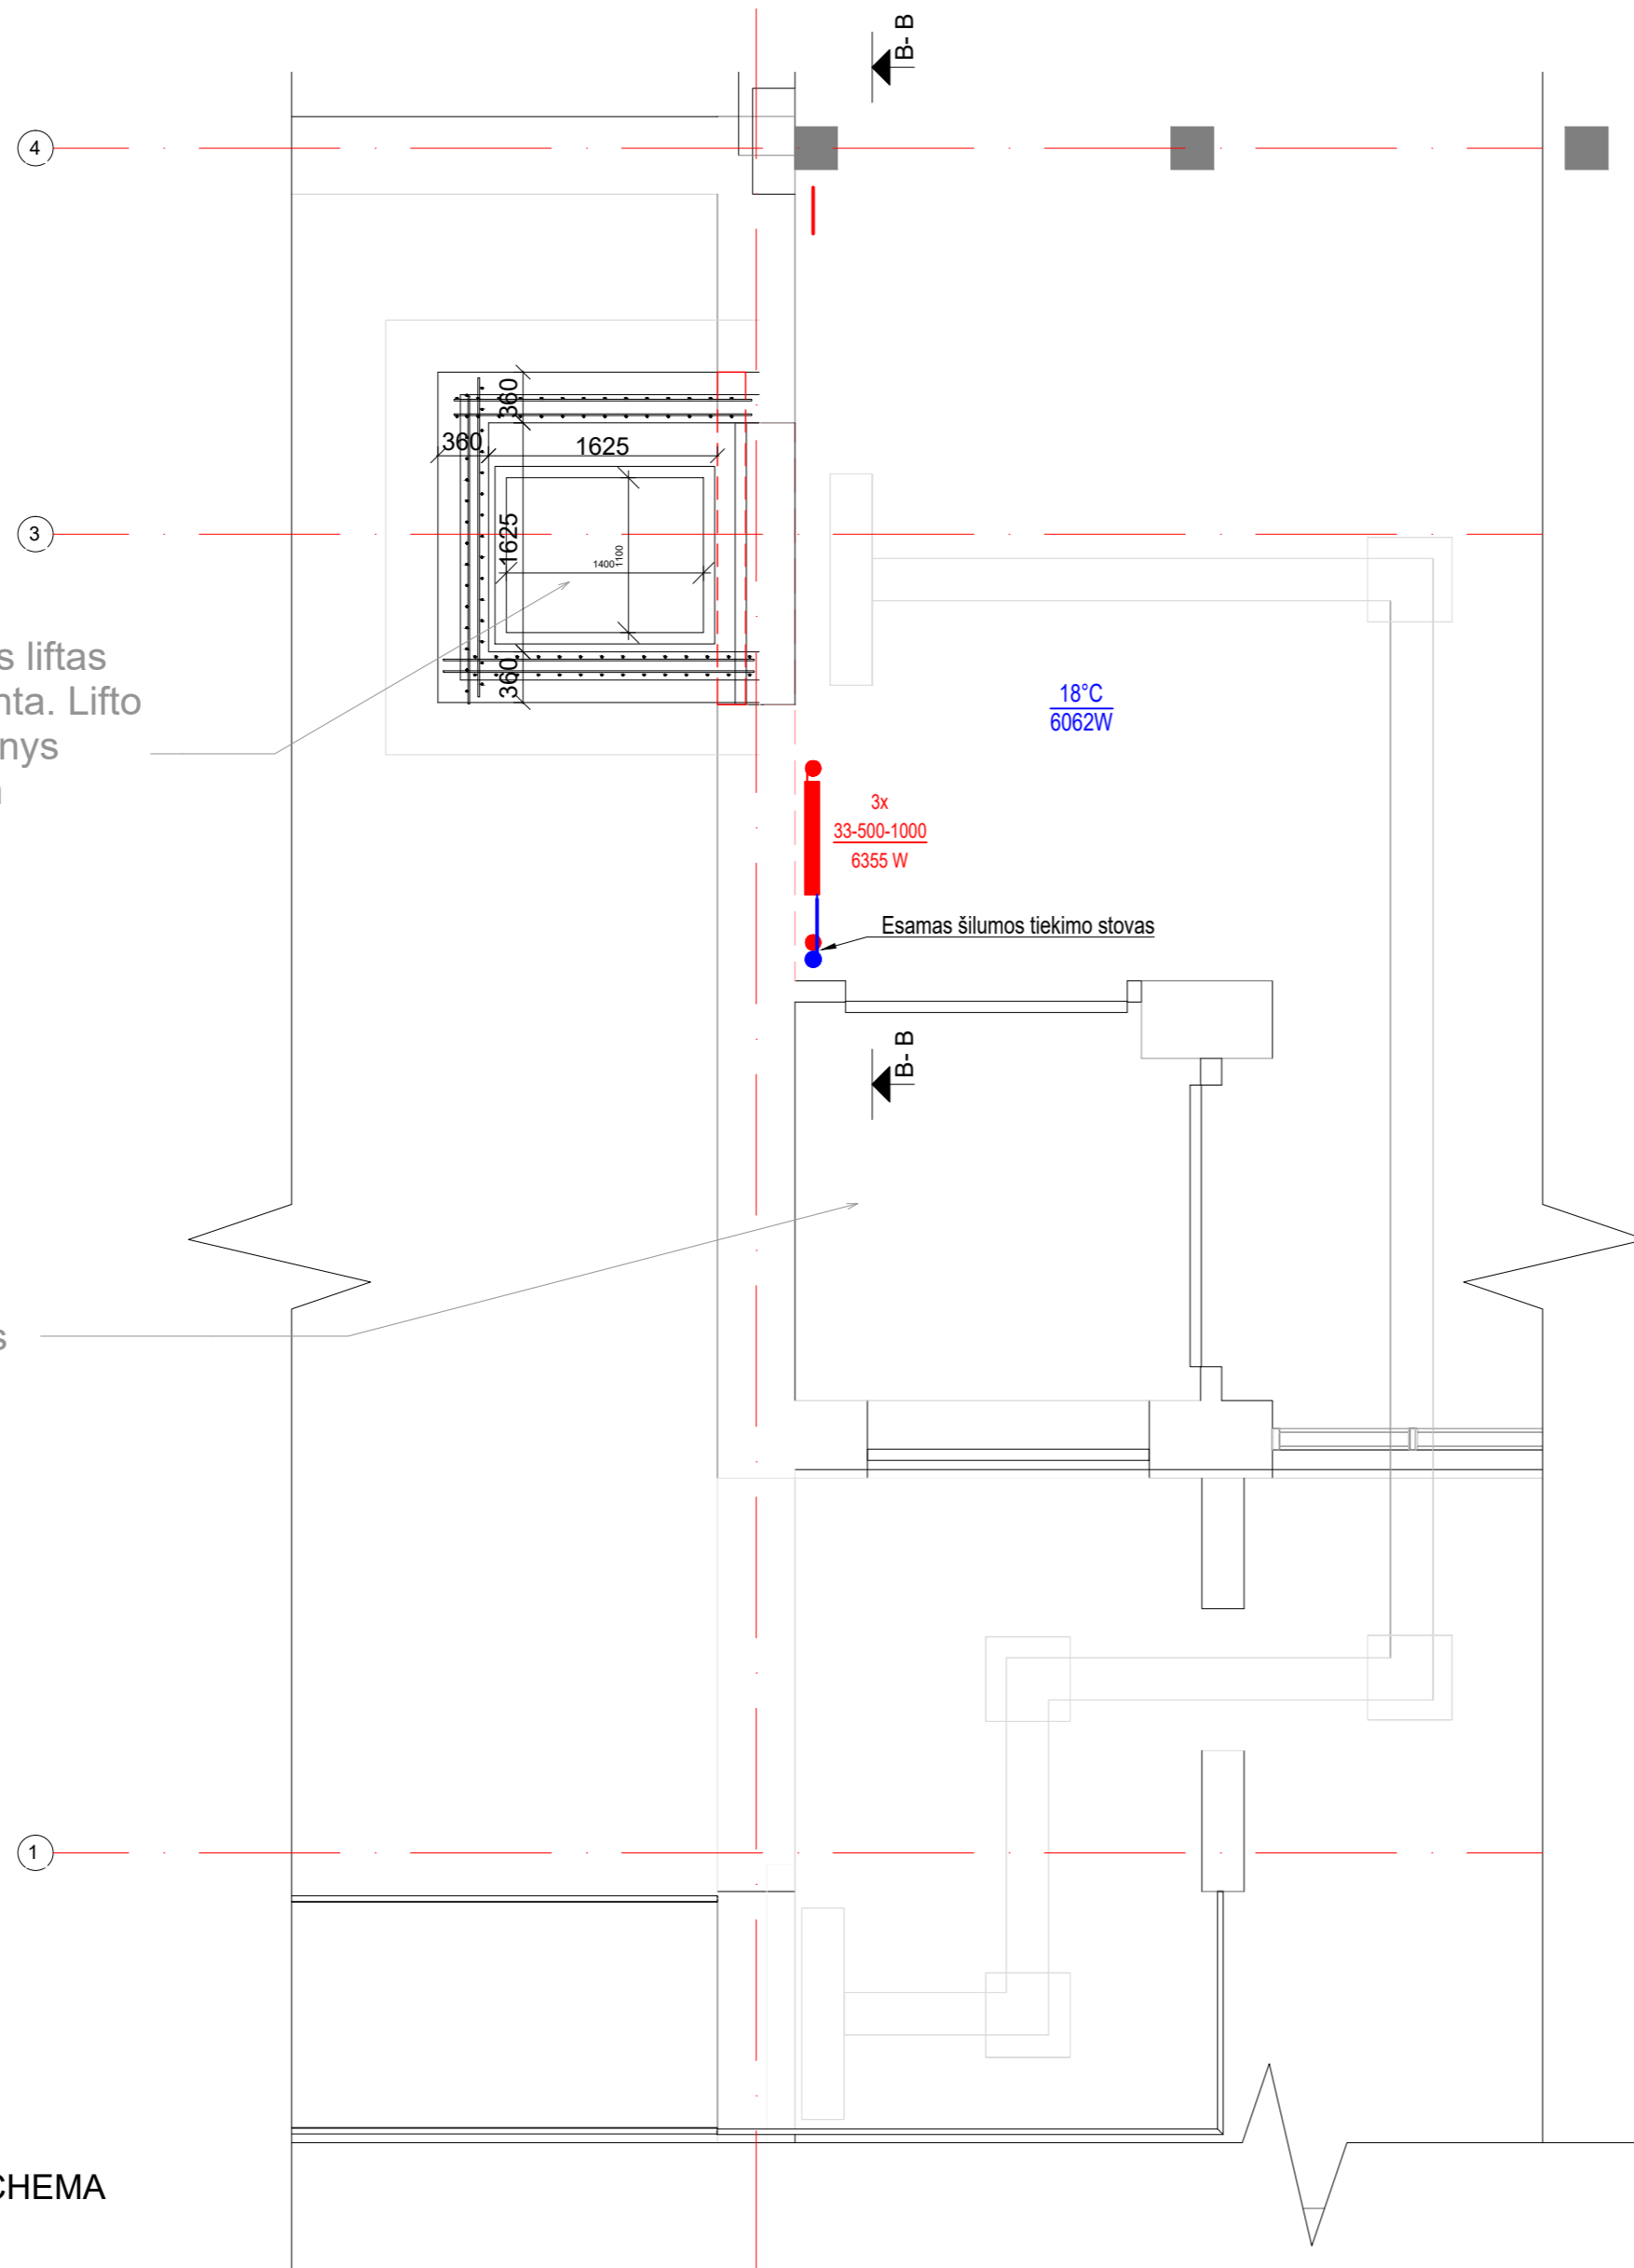 B- B
4
360
360
1625
3
1625
1400
1100
s liftas
nta. Lifto
nys
360
18°C
6062W
3x
33-500-1000
6355 W
Esamas šilumos tiekimo stovas
B- B
s
1
CHEMA